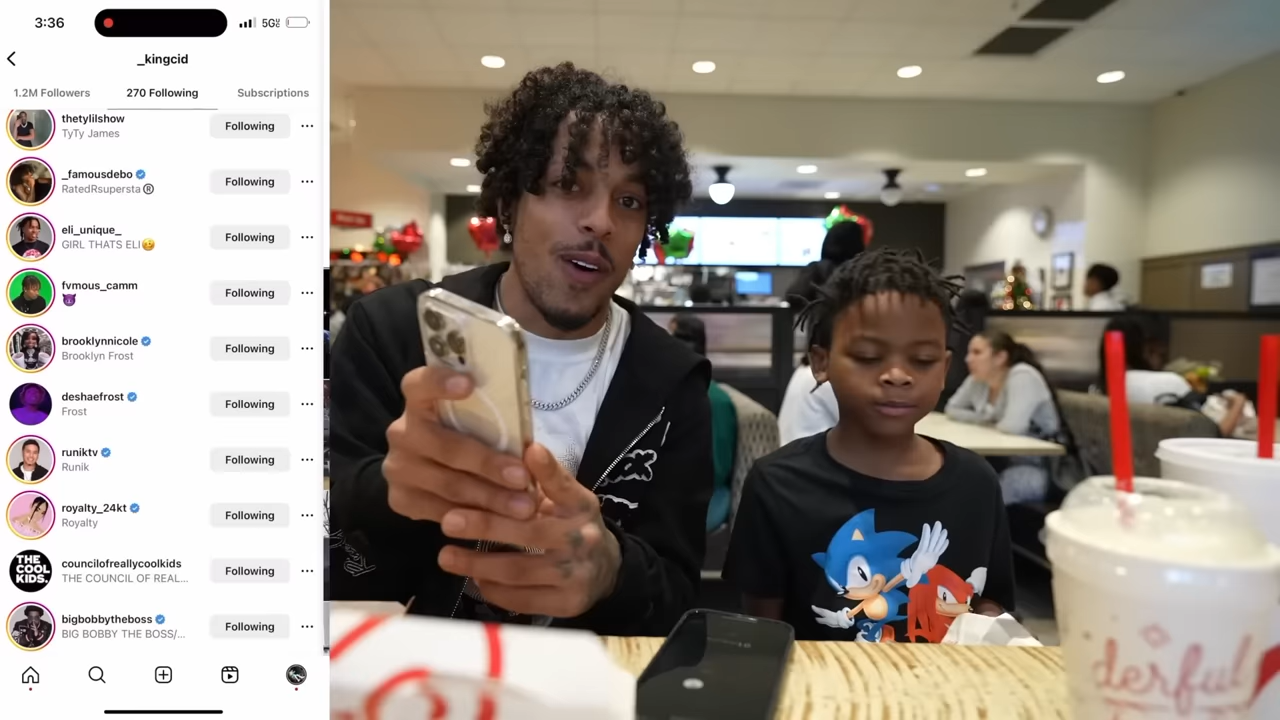 3:36
5G
_kingcid
1.2M Followers
270 Following
Subscriptions
thetylilshow
TyTy James
Following
_famousdebo
RatedRsupersta ®
Following
eli_unique_
GIRL THATS ELI🥴
Following
fvmous_camm
😈
Following
brooklynnicole
Brooklyn Frost
Following
deshaefrost
Frost
Following
runiktv
Runik
Following
royalty_24kt
Royalty
Following
THE
COOL
KIDS.
councilofreallycoolkids
THE COUNCIL OF REAL...
Following
bigbobbytheboss
BIG BOBBY THE BOSS/...
Following
derful